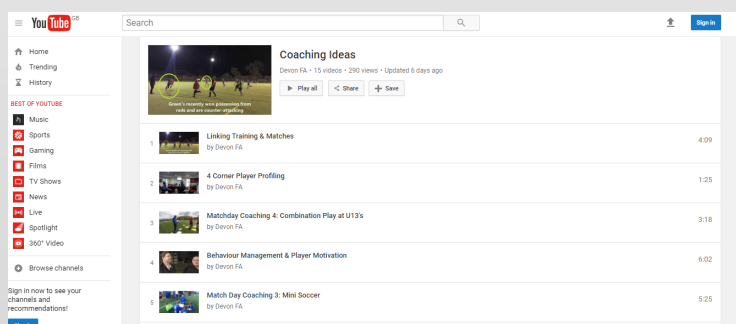 YouTube GB
Search
Sign in
Home
Trending
History
BEST OF YOUTUBE
Music
Sports
Gaming
Films
TV Shows
News
Live
Spotlight
360° Video
Browse channels
Sign in now to see your
channels and
recommendations!
Coaching Ideas
Devon FA • 15 videos • 290 views • Updated 6 days ago
Play all
Share
Save
Green's recently won possession from
reds and are counter-attacking
1
Linking Training & Matches
by Devon FA
4:09
2
4 Corner Player Profiling
by Devon FA
1:25
3
Matchday Coaching 4: Combination Play at U13's
by Devon FA
3:18
4
Behaviour Management & Player Motivation
by Devon FA
6:02
5
Match Day Coaching 3: Mini Soccer
by Devon FA
5:25